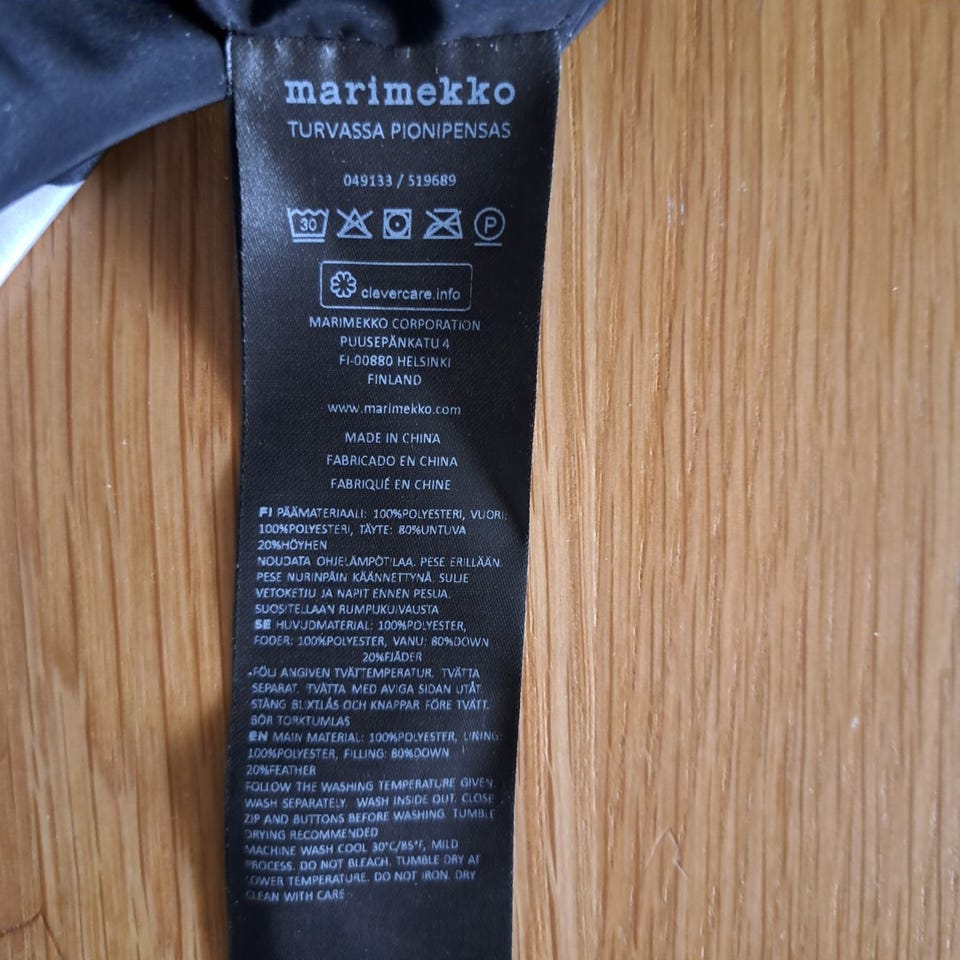 marimekko
TURVASSA PIONIPENSAS
049133 / 519689
30 P
clevercare.info
MARIMEKKO CORPORATION
PUUSEPÄNKATU 4
FI-00880 HELSINKI
FINLAND
www.marimekko.com
MADE IN CHINA
FABRICADO EN CHINA
FABRIQUÉ EN CHINE
FI PÄÄMATERIAALI: 100%POLYESTERI, VUORI:
100%POLYESTERI, TÄYTE: 80%UNTUVA
20%HÖYHEN
NOUDATA OHJELÄMPÖTILAA. PESE ERILLÄÄN.
PESE NURINPÄIN KÄÄNNETTYNÄ. SULJE
VETOKETJU JA NAPIT ENNEN PESUA.
SUOSITELLAAN RUMPUKUIVAUSTA
SE HUVUDMATERIAL: 100%POLYESTER,
FODER: 100%POLYESTER, VANU: 80%DOWN
20%FJÄDER
FÖLJ ANGIVEN TVÄTTEMPERATUR. TVÄTTA
SEPARAT. TVÄTTA MED AVIGA SIDAN UTÅT.
STÄNG BLIXTLÅS OCH KNAPPAR FÖRE TVÄTT.
BÖR TORKTUMLAS
EN MAIN MATERIAL: 100%POLYESTER, LINING:
100%POLYESTER, FILLING: 80%DOWN
20%FEATHER
FOLLOW THE WASHING TEMPERATURE GIVEN.
WASH SEPARATELY. WASH INSIDE OUT. CLOSE
ZIP AND BUTTONS BEFORE WASHING. TUMBLE
DRYING RECOMMENDED
MACHINE WASH COOL 30°C/85°F, MILD
PROCESS. DO NOT BLEACH. TUMBLE DRY AT
LOWER TEMPERATURE. DO NOT IRON. DRY
CLEAN WITH CARE